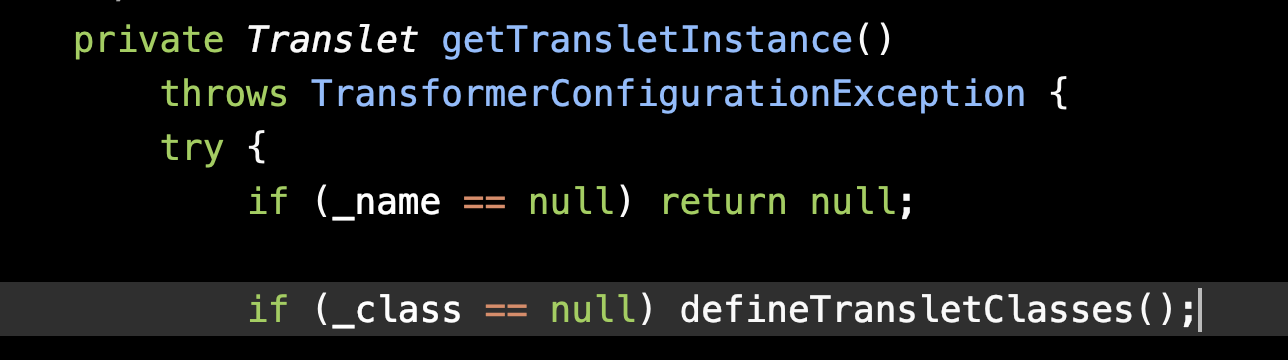 private Translet getTransletInstance()
throws TransformerConfigurationException {
try {
if (_name == null) return null;
if (_class == null) defineTransletClasses();